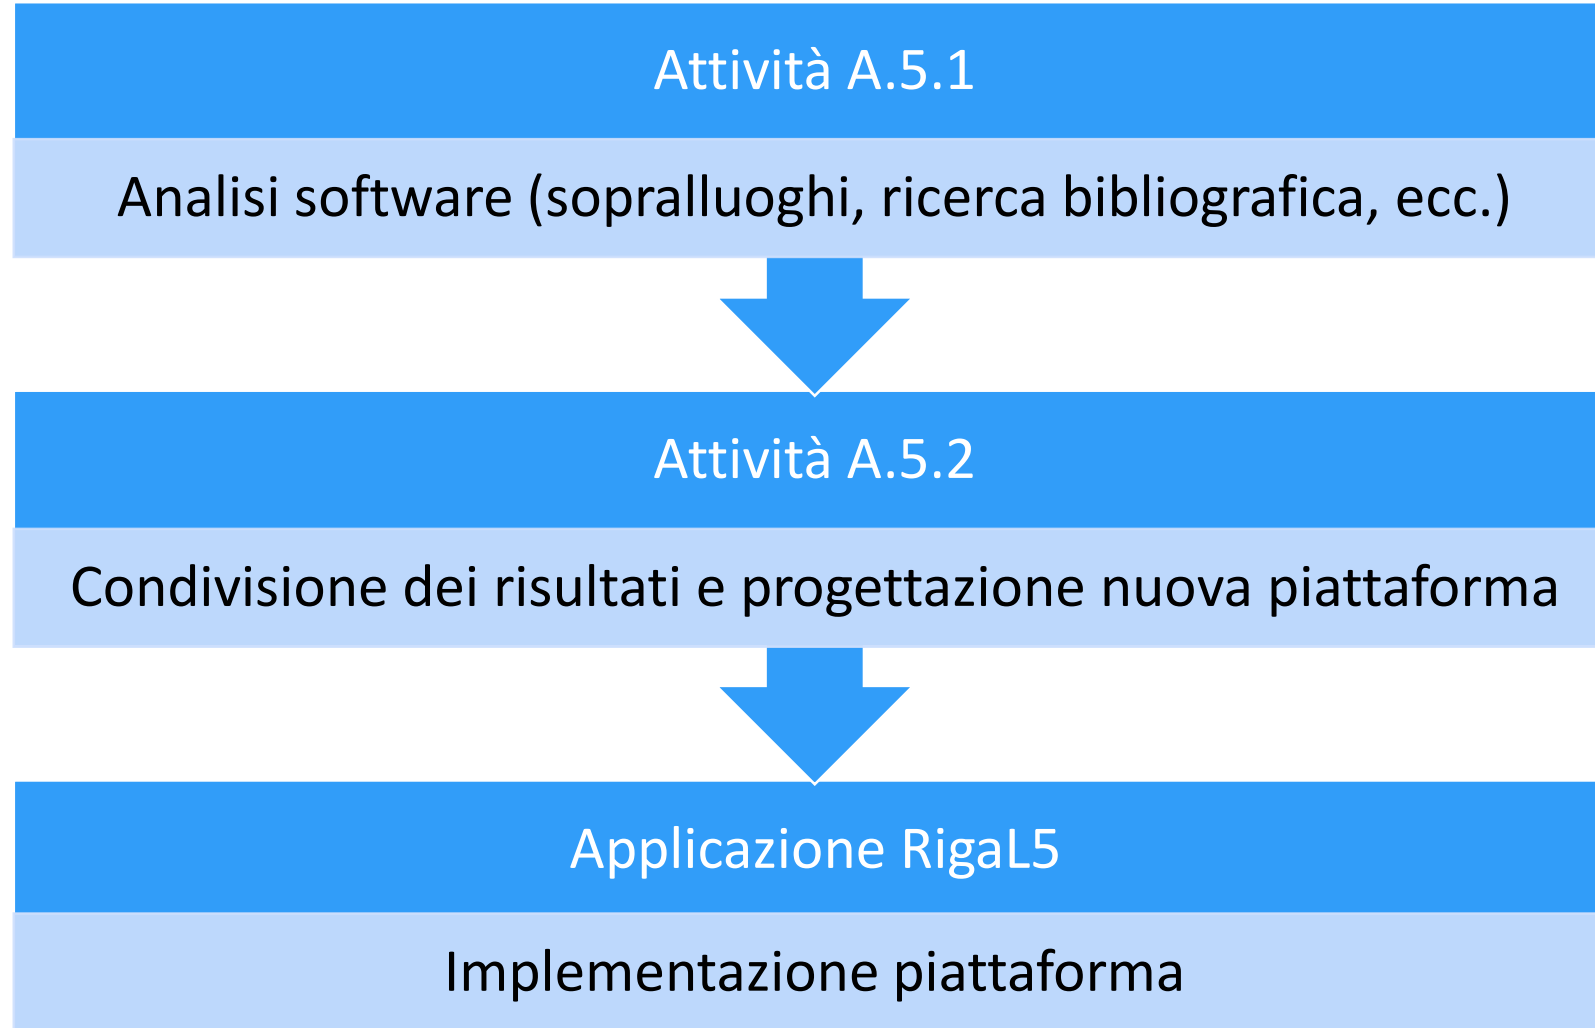 Attività A.5.1
Analisi software (sopralluoghi, ricerca bibliografica, ecc.)
Attività A.5.2
Condivisione dei risultati e progettazione nuova piattaforma
Applicazione RigaL5
Implementazione piattaforma